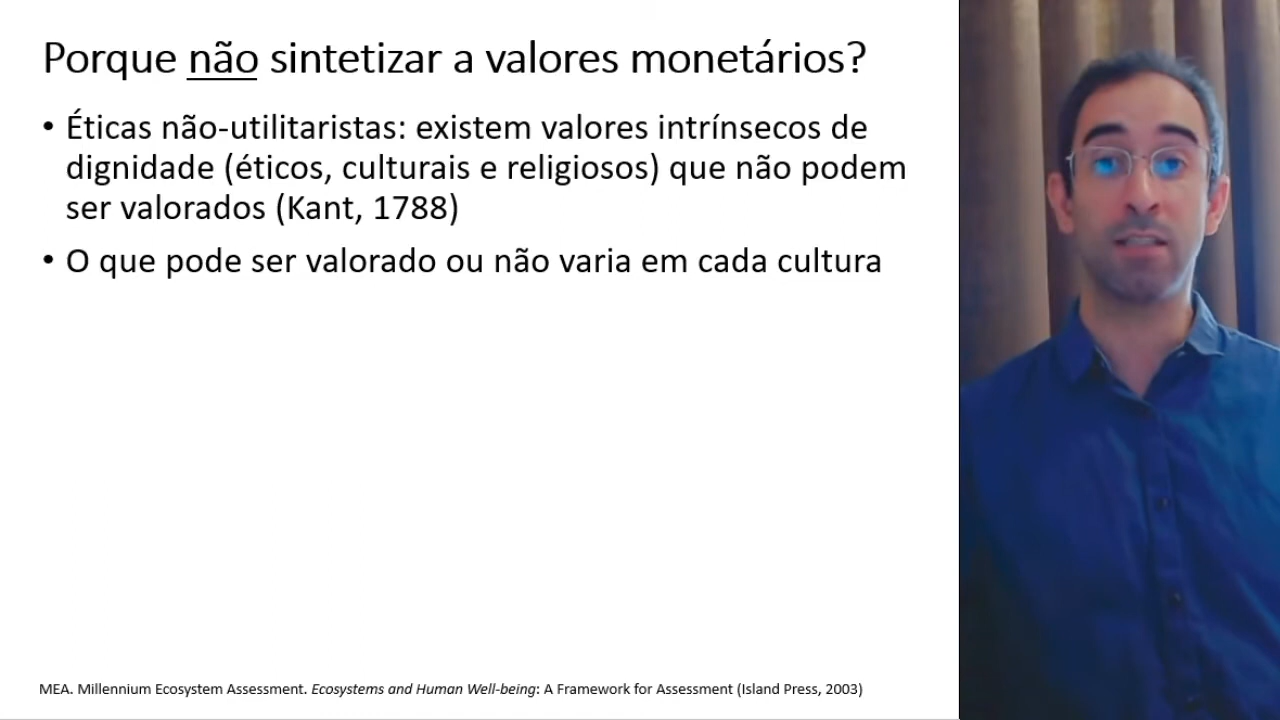 Porque não sintetizar a valores monetários?
• Éticas não-utilitaristas: existem valores intrínsecos de
dignidade (éticos, culturais e religiosos) que não podem
ser valorados (Kant, 1788)
• O que pode ser valorado ou não varia em cada cultura
MEA. Millennium Ecosystem Assessment. Ecosystems and Human Well-being: A Framework for Assessment (Island Press, 2003)